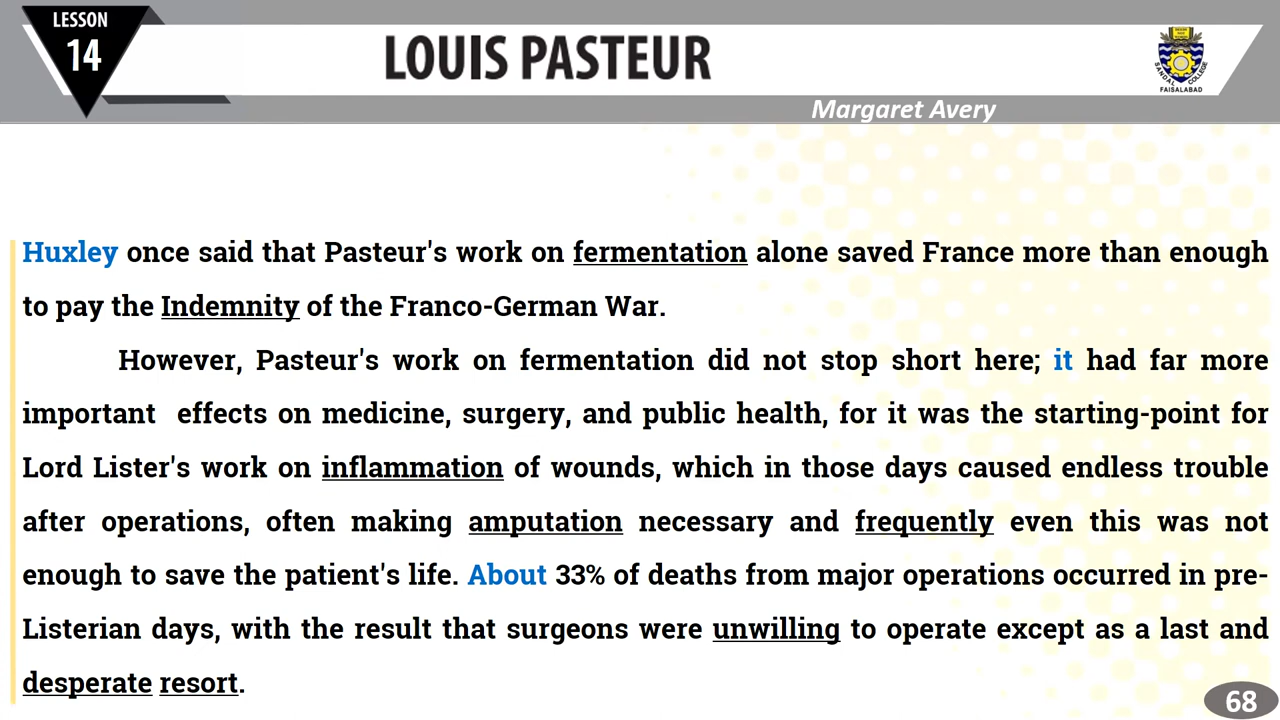 LESSON
14
LOUIS PASTEUR
SANDAL COLLEGE
FAISALABAD
Margaret Avery
Huxley once said that Pasteur's work on fermentation alone saved France more than enough
to pay the Indemnity of the Franco-German War.
However, Pasteur's work on fermentation did not stop short here; it had far more
important effects on medicine, surgery, and public health, for it was the starting-point for
Lord Lister's work on inflammation of wounds, which in those days caused endless trouble
after operations, often making amputation necessary and frequently even this was not
enough to save the patient's life. About 33% of deaths from major operations occurred in pre-
Listerian days, with the result that surgeons were unwilling to operate except as a last and
desperate resort.
68